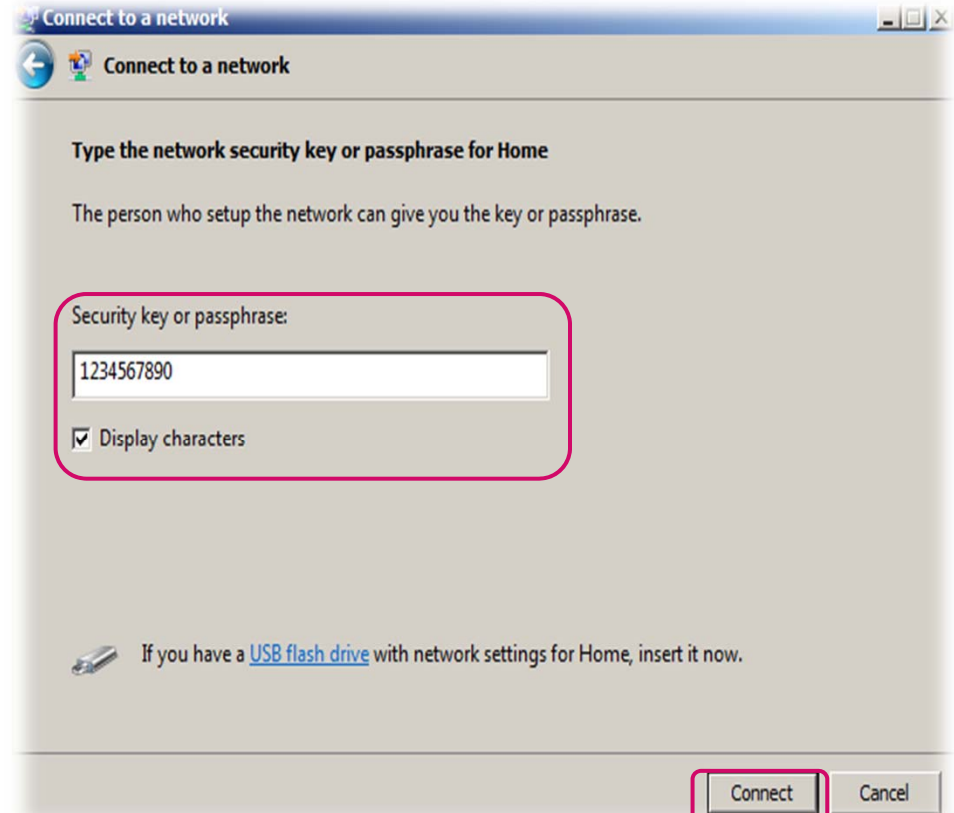 Connect to a network
Connect to a network
Type the network security key or passphrase for Home
The person who setup the network can give you the key or passphrase.
Security key or passphrase:
1234567890
Display characters
If you have a USB flash drive with network settings for Home, insert it now.
Connect Cancel